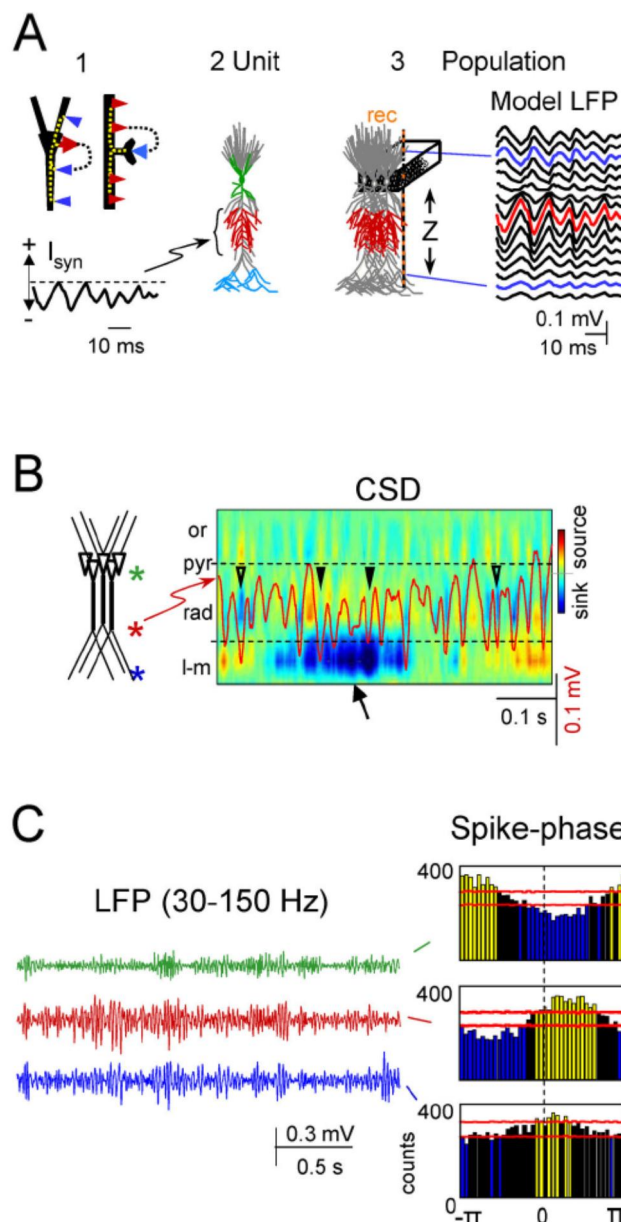 A
1
2 Unit
3 Population
rec
Model LFP
+
I syn
-
10 ms
Z
0.1 mV
10 ms
B
CSD
or
pyr
rad
l-m
source
sink
0.1 s
0.1 mV
C
Spike-phase
LFP (30-150 Hz)
400
400
400
counts
0
0.3 mV
0.5 s
-π 0 π